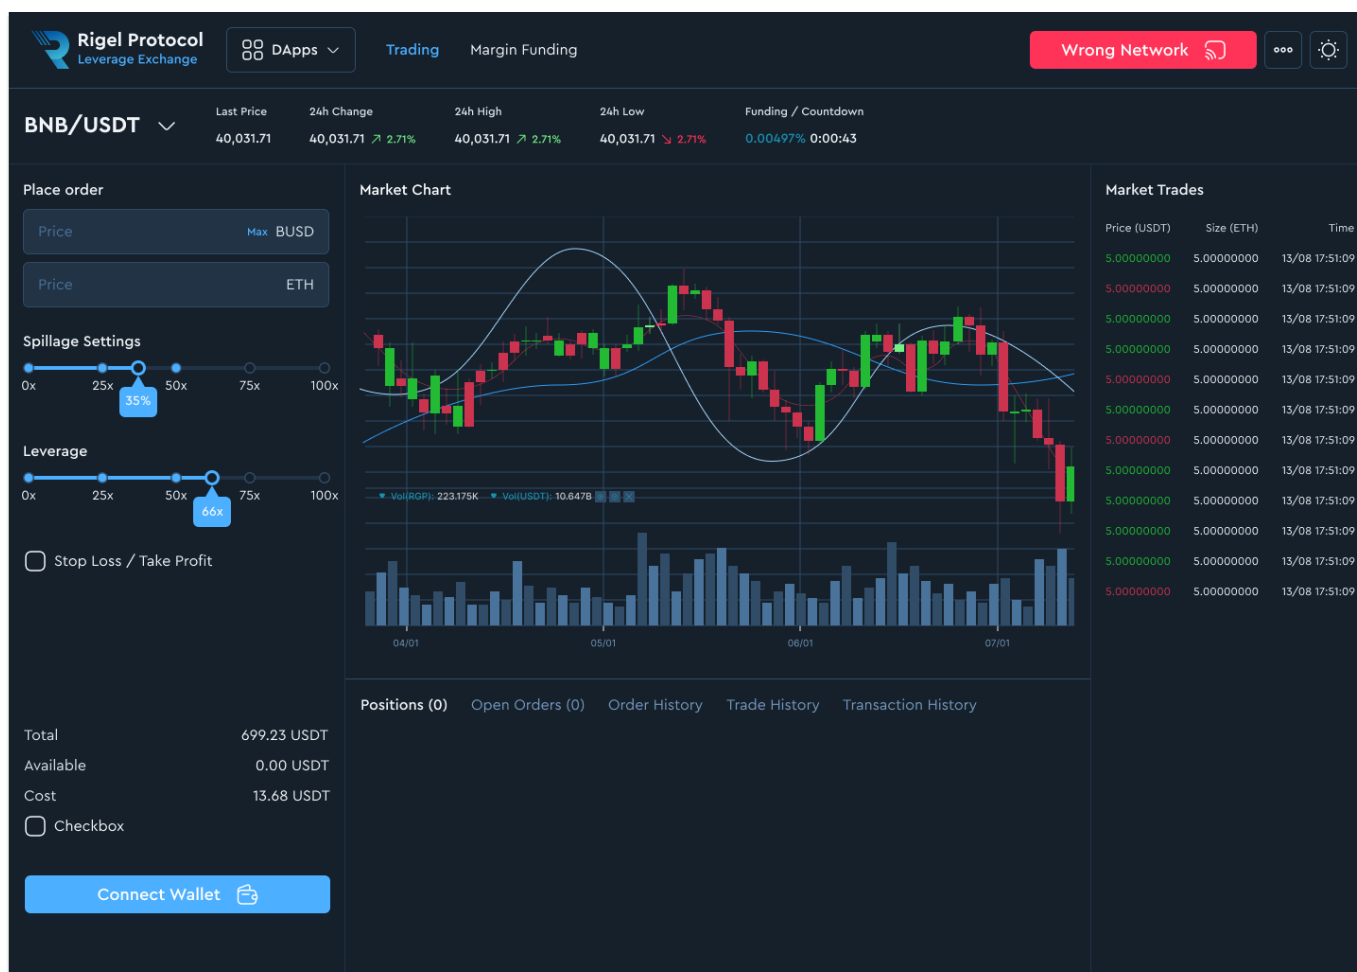 Rigel Protocol
Leverage Exchange
DApps
Trading
Margin Funding
Wrong Network
BNB/USDT
Last Price
40,031.71
24h Change
40,031.71 2.71%
24h High
40,031.71 2.71%
24h Low
40,031.71 2.71%
Funding / Countdown
0.00497% 0:00:43
Place order
Price Max BUSD
Price ETH
Spillage Settings
0x 25x 50x 75x 100x
35%
Leverage
0x 25x 50x 75x 100x
66x
Stop Loss / Take Profit
Total 699.23 USDT
Available 0.00 USDT
Cost 13.68 USDT
Checkbox
Connect Wallet
Market Chart
Vol(RGP): 223.175K Vol(USDT): 10.647B
04/01 05/01 06/01 07/01
Positions (0) Open Orders (0) Order History Trade History Transaction History
Market Trades
Price (USDT) Size (ETH) Time
5.00000000 5.00000000 13/08 17:51:09
5.00000000 5.00000000 13/08 17:51:09
5.00000000 5.00000000 13/08 17:51:09
5.00000000 5.00000000 13/08 17:51:09
5.00000000 5.00000000 13/08 17:51:09
5.00000000 5.00000000 13/08 17:51:09
5.00000000 5.00000000 13/08 17:51:09
5.00000000 5.00000000 13/08 17:51:09
5.00000000 5.00000000 13/08 17:51:09
5.00000000 5.00000000 13/08 17:51:09
5.00000000 5.00000000 13/08 17:51:09
5.00000000 5.00000000 13/08 17:51:09